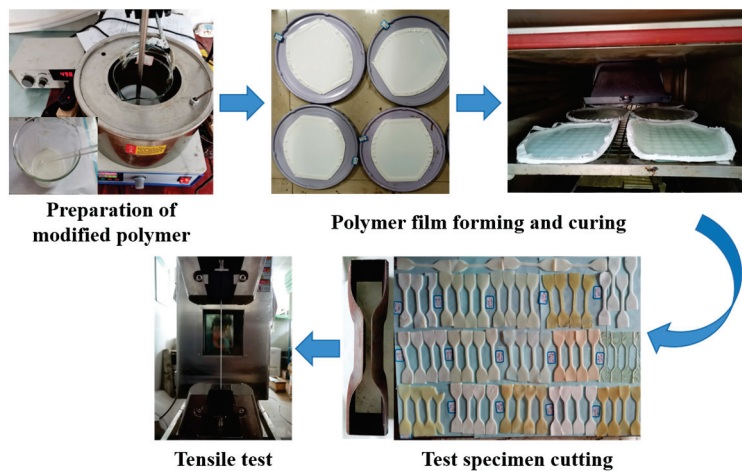 Preparation of
modified polymer
Polymer film forming and curing
Tensile test
Test specimen cutting